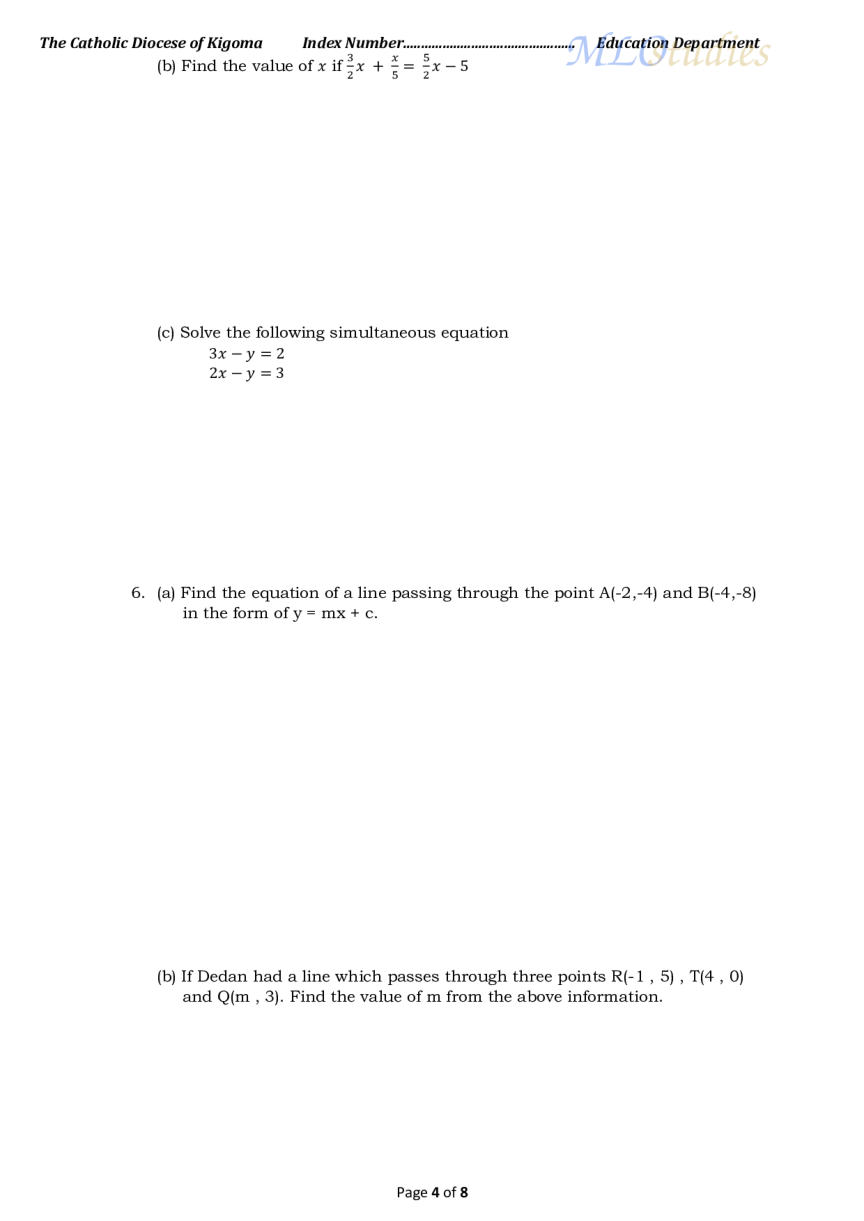 The Catholic Diocese of Kigoma Index Number................................................ Education Department
MLOstudies
(b) Find the value of x if 3/2 x + x/5 = 5/2 x − 5
(c) Solve the following simultaneous equation
3x − y = 2
2x − y = 3
6. (a) Find the equation of a line passing through the point A(-2,-4) and B(-4,-8)
in the form of y = mx + c.
(b) If Dedan had a line which passes through three points R(-1 , 5) , T(4 , 0)
and Q(m , 3). Find the value of m from the above information.
Page 4 of 8